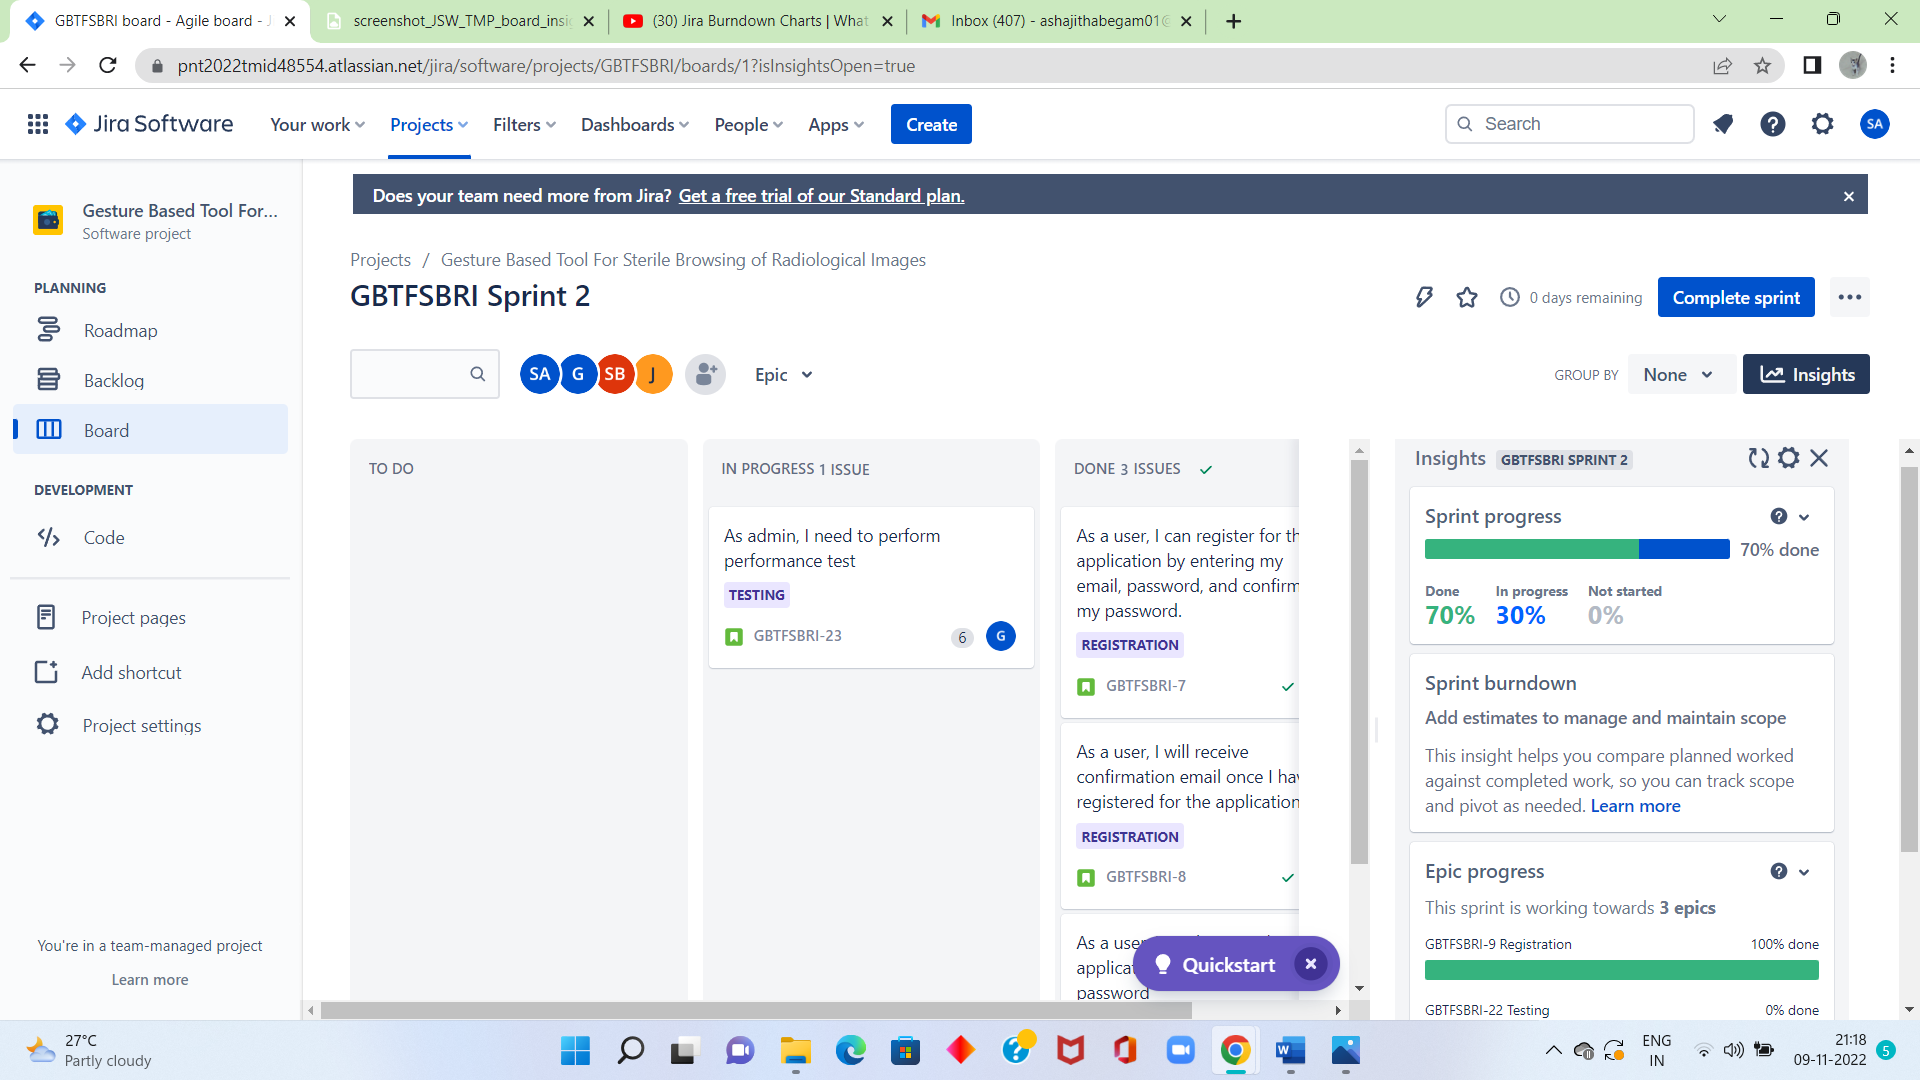 GBTFSBRI board - Agile board - J
screenshot_JSW_TMP_board_insi
(30) Jira Burndown Charts | What
Inbox (407) - ashajithabegam01@
pnt2022tmid48554.atlassian.net/jira/software/projects/GBTFSBRI/boards/1?isInsightsOpen=true
Jira Software
Your work
Projects
Filters
Dashboards
People
Apps
Create
Search
SA
Does your team need more from Jira? Get a free trial of our Standard plan.
Gesture Based Tool For...
Software project
PLANNING
Roadmap
Backlog
Board
DEVELOPMENT
Code
Project pages
Add shortcut
Project settings
You're in a team-managed project
Learn more
Projects / Gesture Based Tool For Sterile Browsing of Radiological Images
GBTFSBRI Sprint 2
0 days remaining
Complete sprint
SA G SB J
Epic
GROUP BY
None
Insights
TO DO
IN PROGRESS 1 ISSUE
As admin, I need to perform
performance test
TESTING
GBTFSBRI-23
6
G
DONE 3 ISSUES
As a user, I can register for th
application by entering my
email, password, and confirm
my password.
REGISTRATION
GBTFSBRI-7
As a user, I will receive
confirmation email once I hav
registered for the application
REGISTRATION
GBTFSBRI-8
As a use
applicat
password
Quickstart
Insights GBTFSBRI SPRINT 2
Sprint progress
70% done
Done In progress Not started
70% 30% 0%
Sprint burndown
Add estimates to manage and maintain scope
This insight helps you compare planned worked
against completed work, so you can track scope
and pivot as needed. Learn more
Epic progress
This sprint is working towards 3 epics
GBTFSBRI-9 Registration 100% done
GBTFSBRI-22 Testing 0% done
27°C
Partly cloudy
ENG
IN
21:18
09-11-2022
5